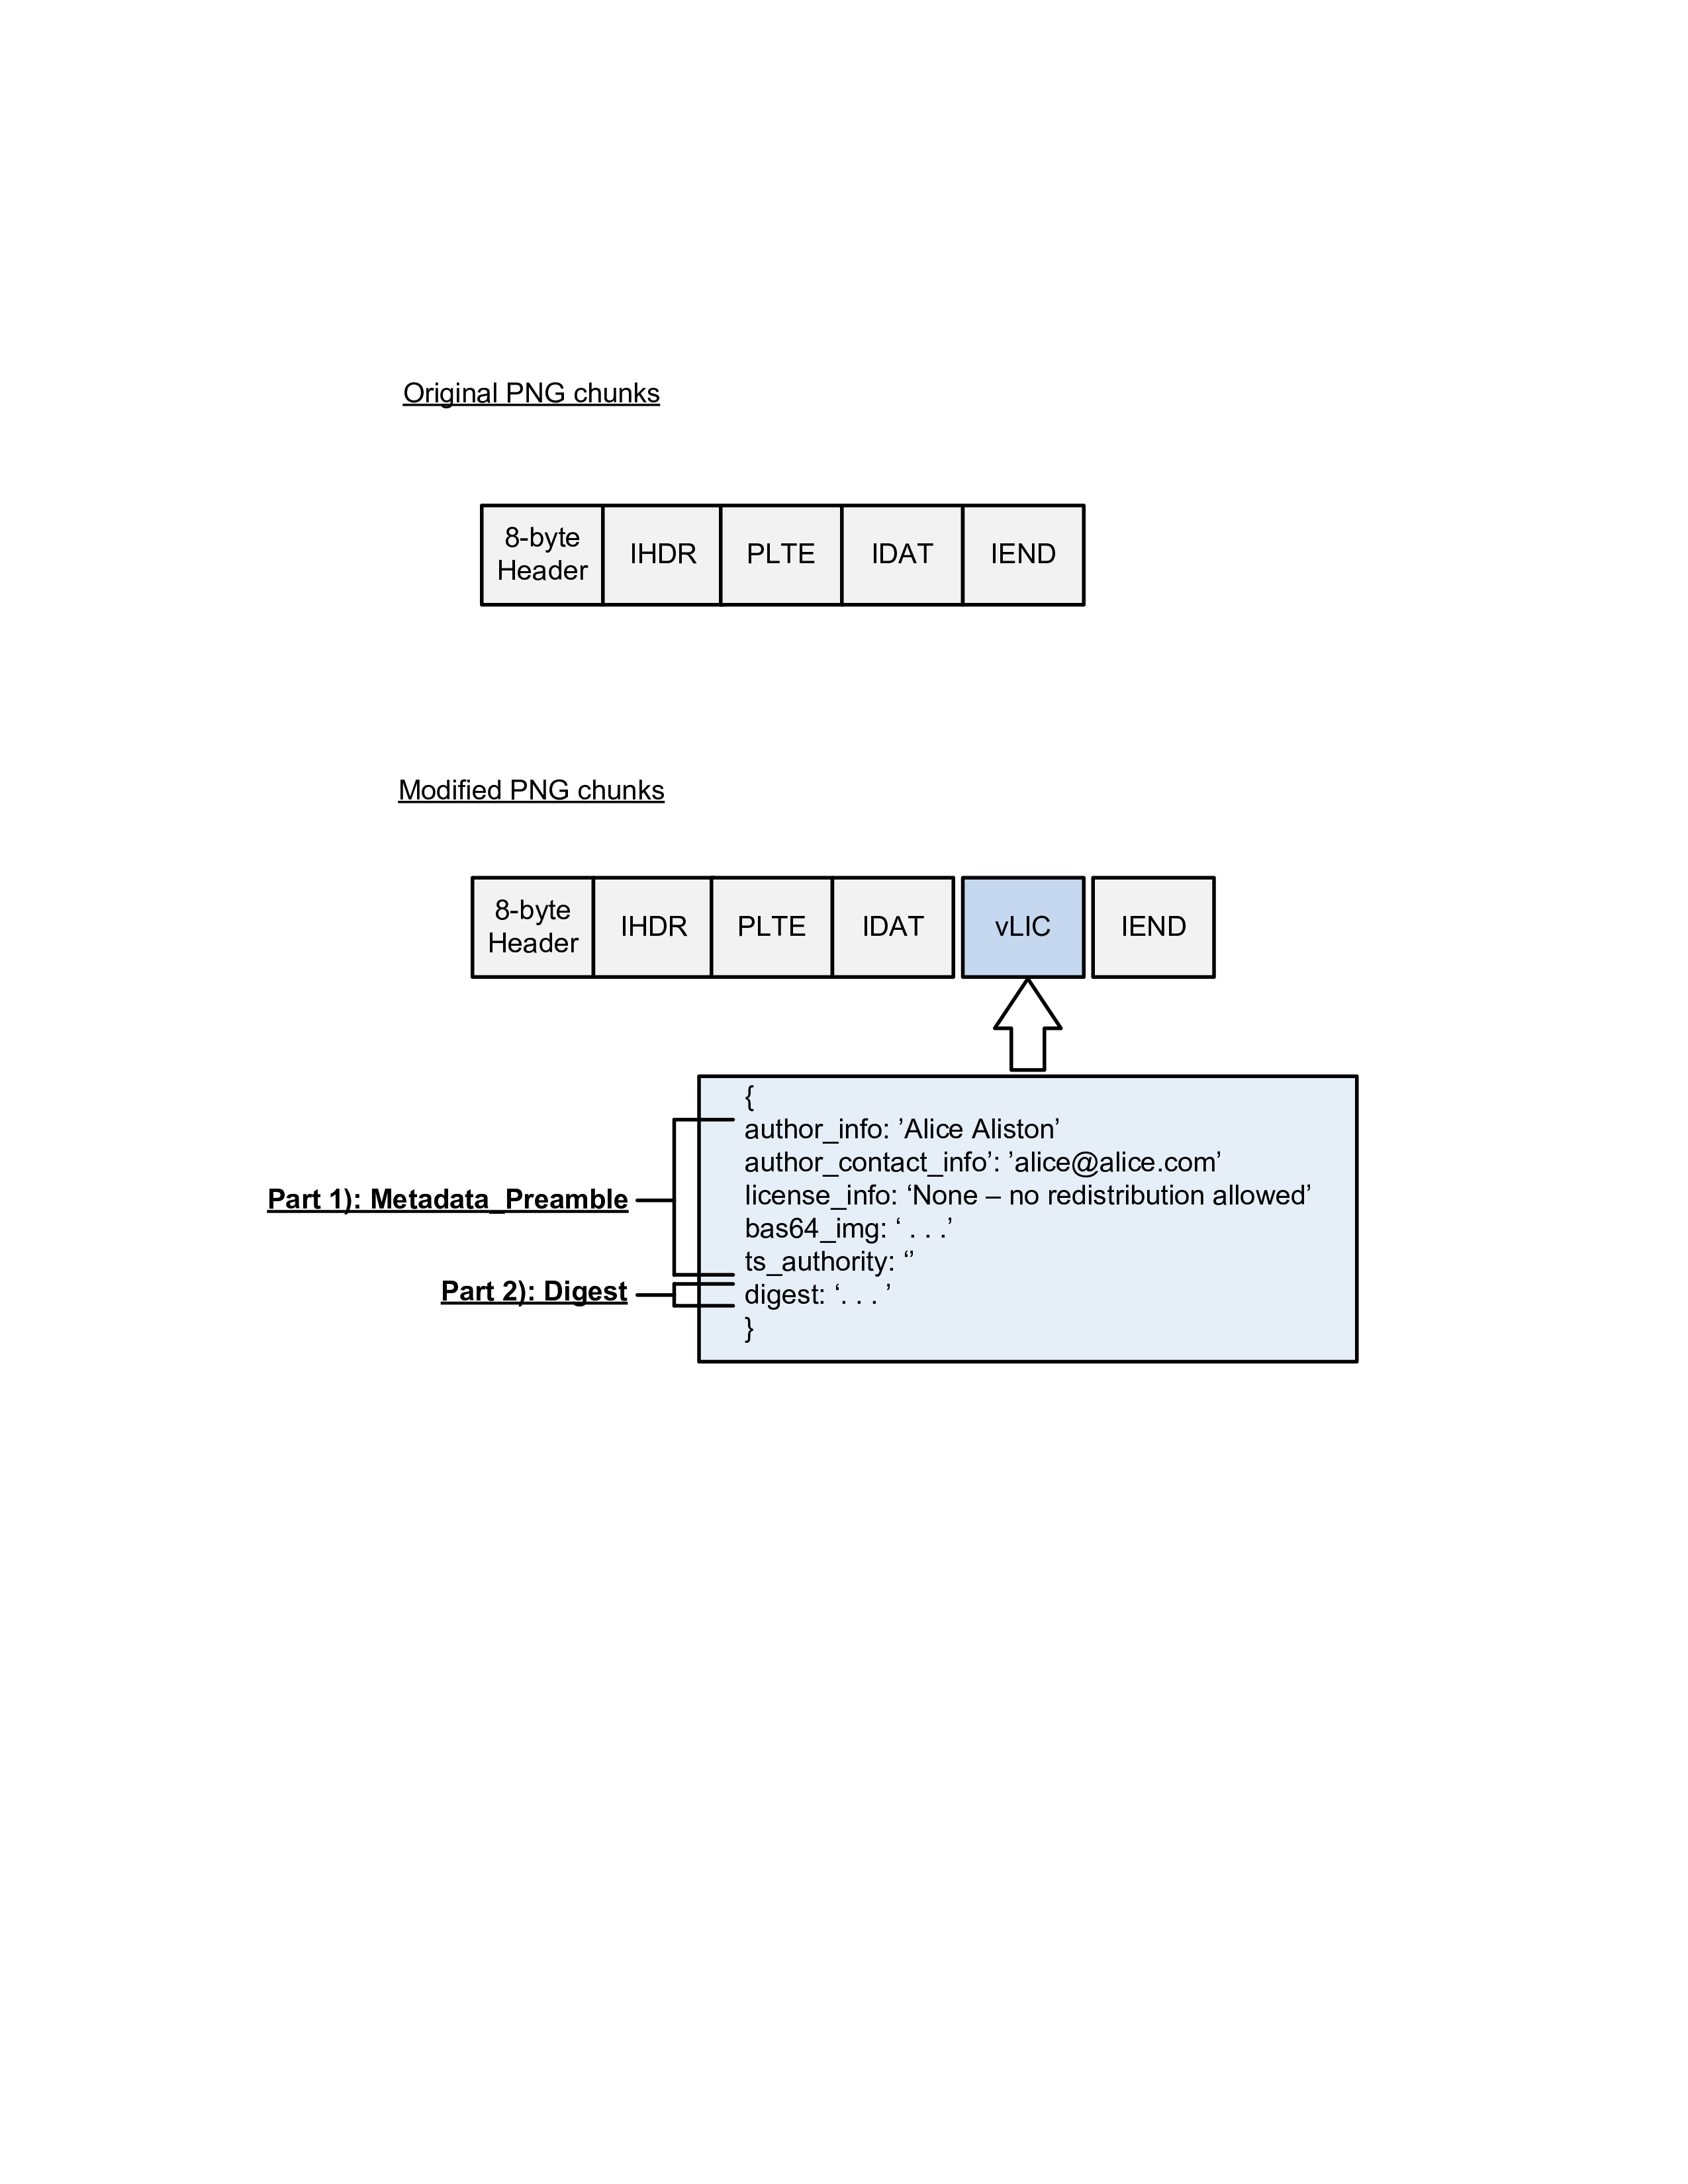 Original PNG chunks
8-byte
Header
IHDR
PLTE
IDAT
IEND
Modified PNG chunks
8-byte
Header
IHDR
PLTE
IDAT
vLIC
IEND
{
author_info: ’Alice Aliston’
author_contact_info’: ’alice@alice.com’
license_info: ‘None – no redistribution allowed’
bas64_img: ‘ . . .’
ts_authority: ‘’
digest: ‘. . . ’
}
Part 1): Metadata_Preamble
Part 2): Digest